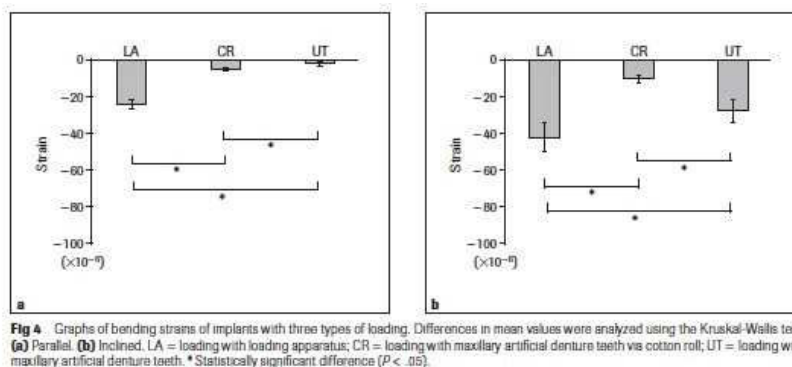 LA CR UT
0
−20
−40
−60
−80
−100
(×10⁻⁶)
Strain
* * *
a
LA CR UT
0
−20
−40
−60
−80
−100
(×10⁻⁶)
Strain
* * *
b
Fig 4 Graphs of bending strains of implants with three types of loading. Differences in mean values were analyzed using the Kruskal-Wallis te
(a) Parallel. (b) Inclined. LA = loading with loading apparatus; CR = loading with maxillary artificial denture teeth via cotton roll; UT = loading wi
maxillary artificial denture teeth. * Statistically significant difference (P < .05).